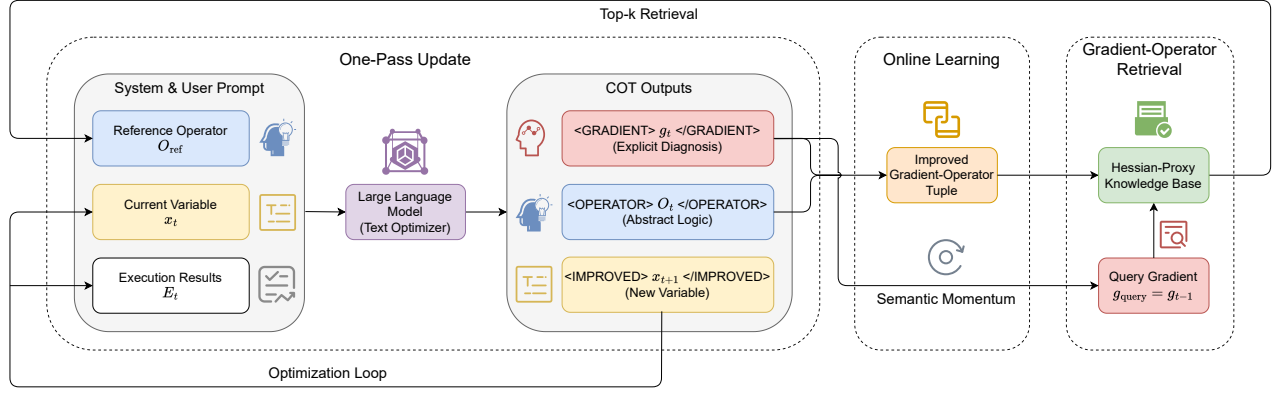 Top-k Retrieval
One-Pass Update
System & User Prompt
Reference Operator
O_ref
Current Variable
x_t
Execution Results
E_t
Large Language
Model
(Text Optimizer)
COT Outputs
<GRADIENT> g_t </GRADIENT>
(Explicit Diagnosis)
<OPERATOR> O_t </OPERATOR>
(Abstract Logic)
<IMPROVED> x_{t+1} </IMPROVED>
(New Variable)
Online Learning
Improved
Gradient-Operator
Tuple
Semantic Momentum
Gradient-Operator
Retrieval
Hessian-Proxy
Knowledge Base
Query Gradient
g_query = g_{t−1}
Optimization Loop